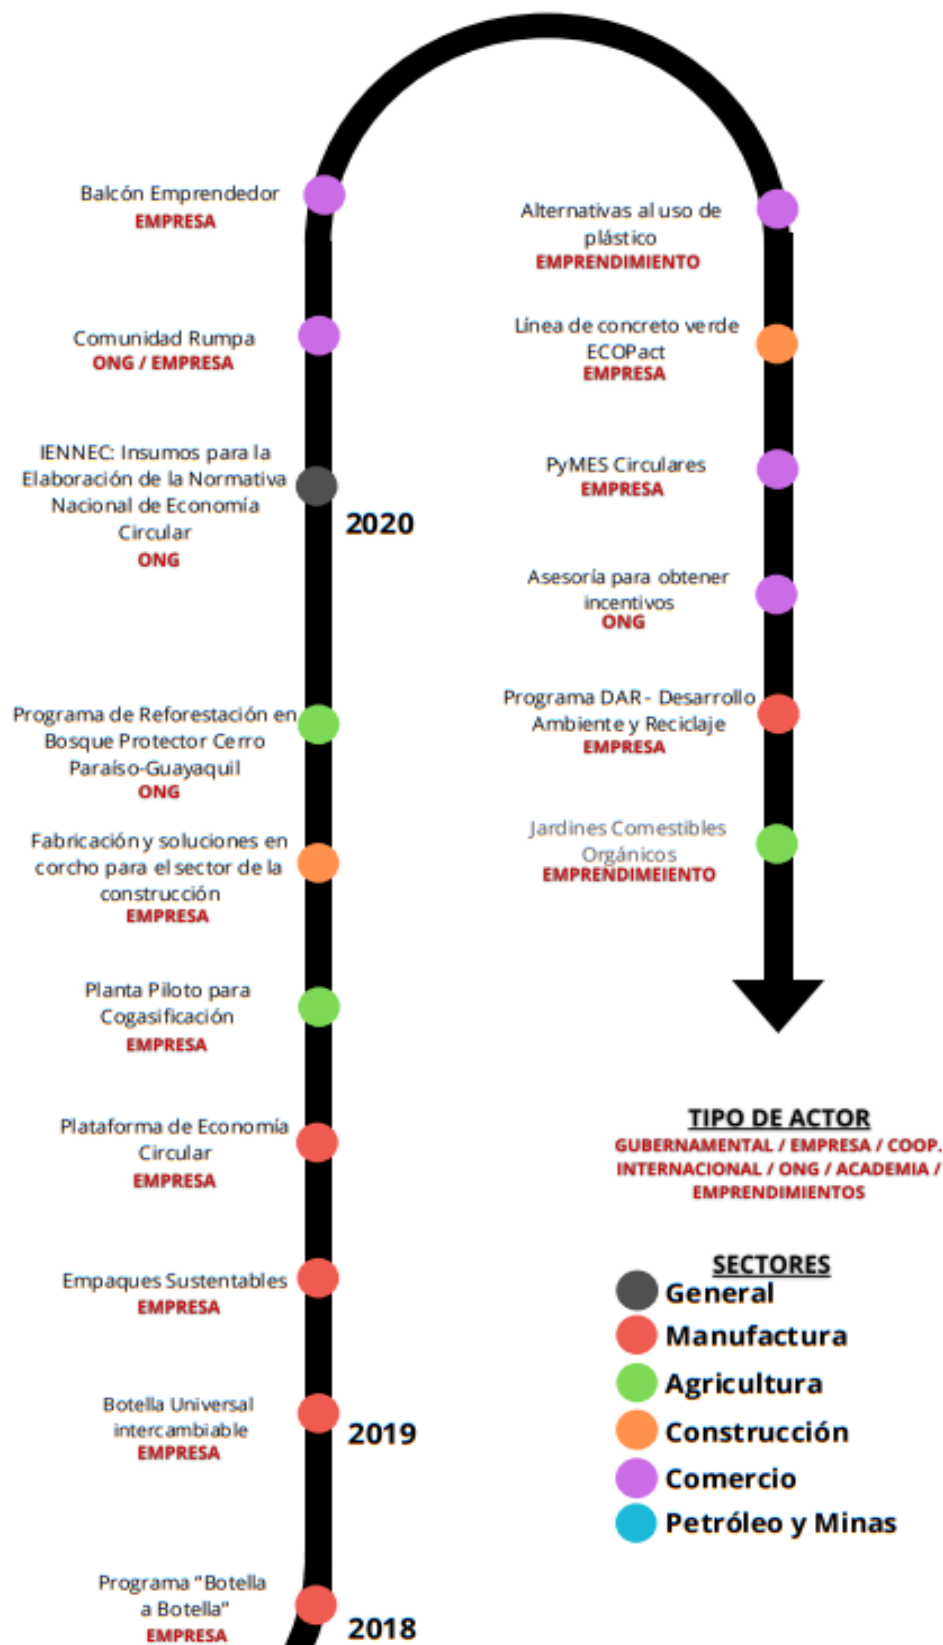 Balcón Emprendedor
EMPRESA
Comunidad Rumpa
ONG / EMPRESA
IENNEC: Insumos para la
Elaboración de la Normativa
Nacional de Economía
Circular
ONG
2020
Programa de Reforestación en
Bosque Protector Cerro
Paraíso-Guayaquil
ONG
Fabricación y soluciones en
corcho para el sector de la
construcción
EMPRESA
Planta Piloto para
Cogasificación
EMPRESA
Plataforma de Economía
Circular
EMPRESA
Empaques Sustentables
EMPRESA
Botella Universal
intercambiable
EMPRESA
2019
Programa "Botella
a Botella"
EMPRESA
2018
Alternativas al uso de
plástico
EMPRENDIMIENTO
Línea de concreto verde
ECOPact
EMPRESA
PyMES Circulares
EMPRESA
Asesoría para obtener
incentivos
ONG
Programa DAR - Desarrollo
Ambiente y Reciclaje
EMPRESA
Jardines Comestibles
Orgánicos
EMPRENDIMEIENTO
TIPO DE ACTOR
GUBERNAMENTAL / EMPRESA / COOP.
INTERNACIONAL / ONG / ACADEMIA /
EMPRENDIMIENTOS
SECTORES
General
Manufactura
Agricultura
Construcción
Comercio
Petróleo y Minas